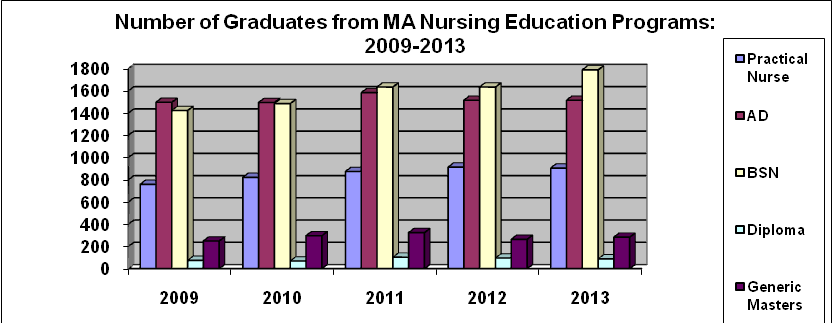 Number of Graduates from MA Nursing Education Programs:
2009-2013
1800
1600
1400
1200
1000
800
600
400
200
0
2009 2010 2011 2012 2013
Practical
Nurse
AD
BSN
Diploma
Generic
Masters